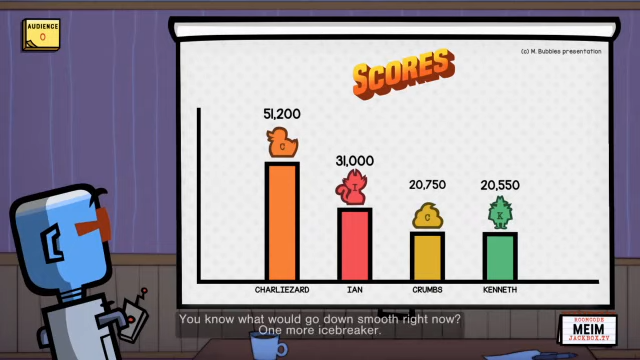 AUDIENCE
0
(c) M. Bubbles presentation
SCORES
51,200
C
31,000
I
20,750
C
20,550
K
CHARLIEZARD
IAN
CRUMBS
KENNETH
You know what would go down smooth right now?
One more icebreaker.
ROOMCODE
MEIM
JACKBOX.TV